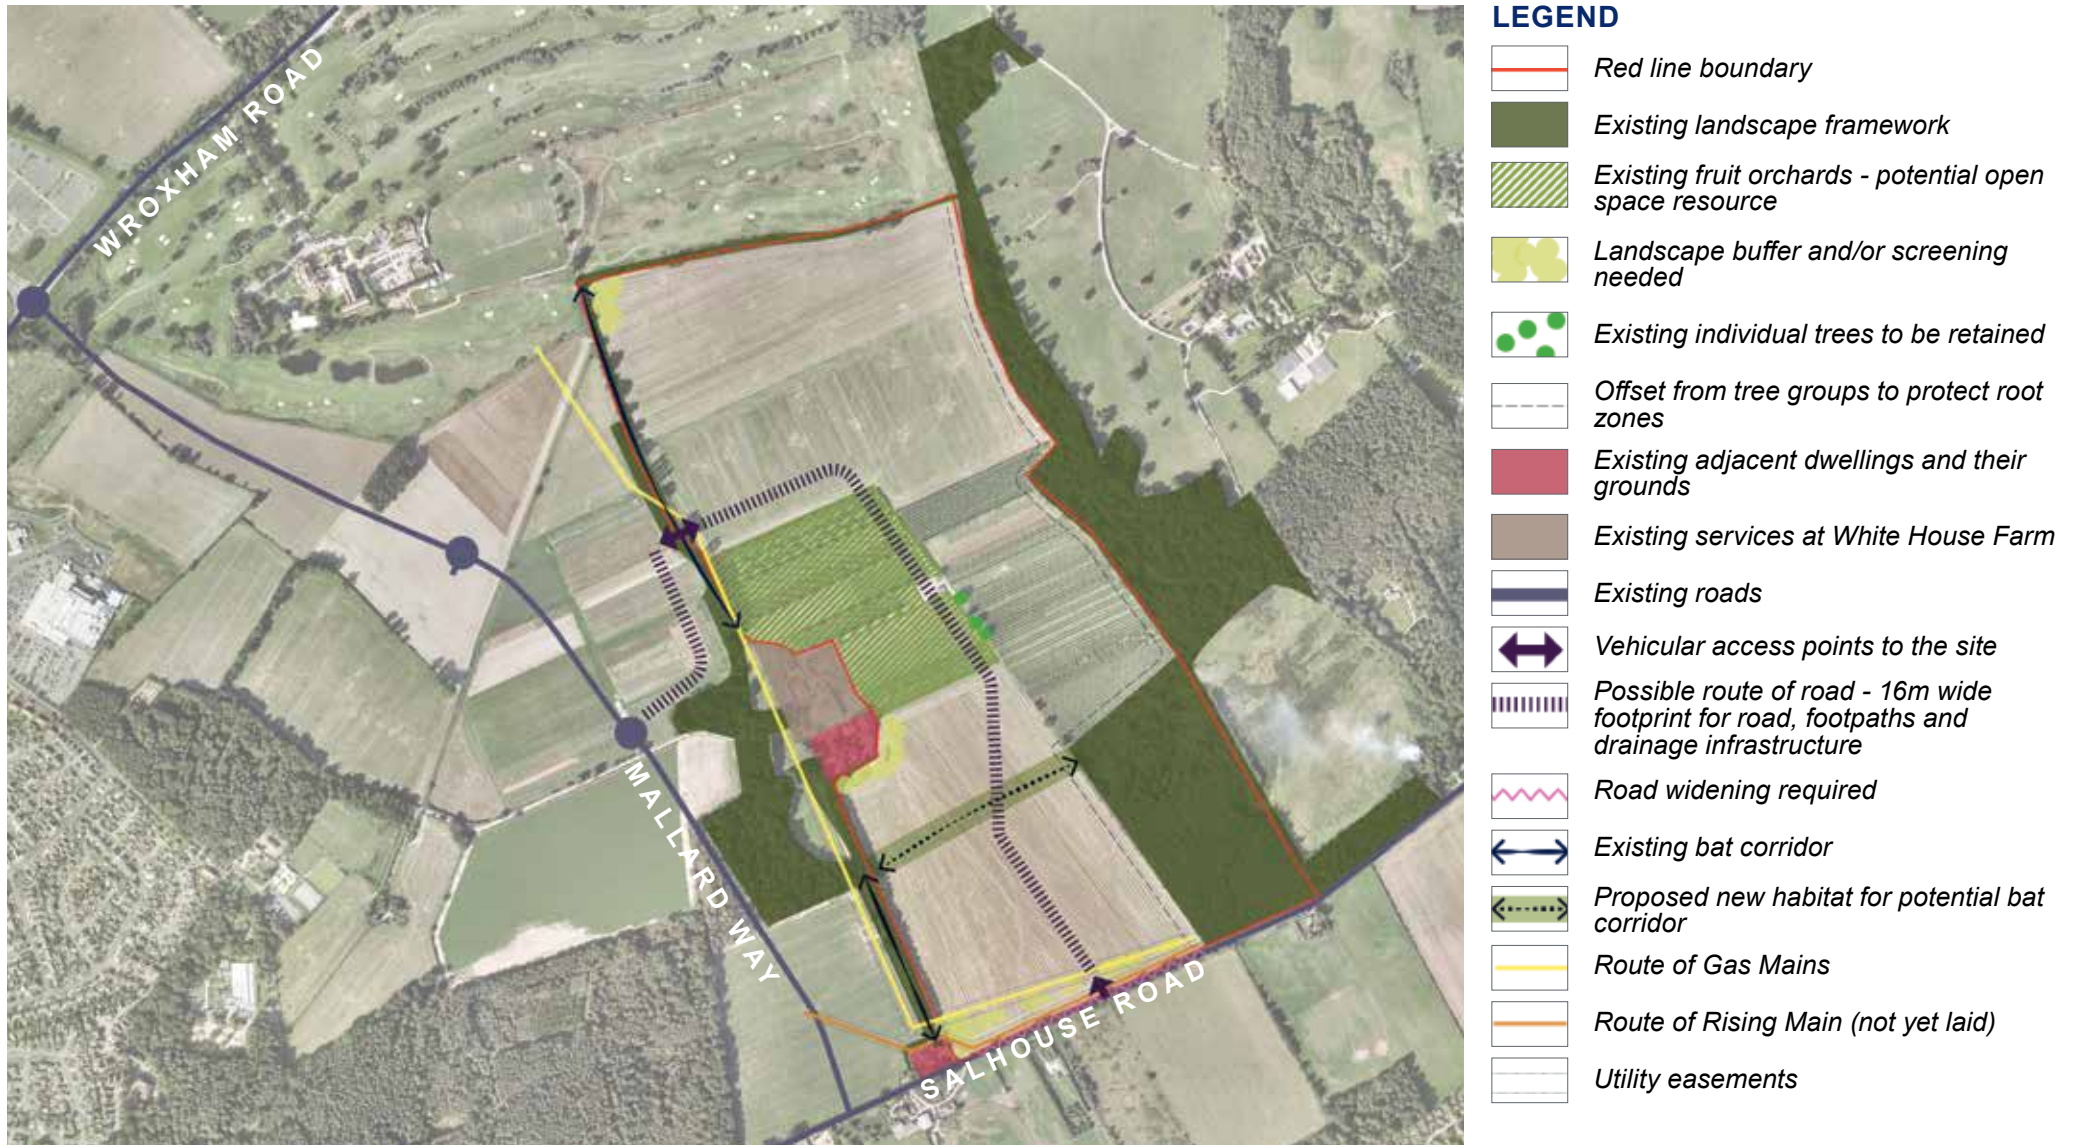 WROXHAM ROAD
MALLARD WAY
SALHOUSE ROAD
LEGEND
Red line boundary
Existing landscape framework
Existing fruit orchards - potential open
space resource
Landscape buffer and/or screening
needed
Existing individual trees to be retained
Offset from tree groups to protect root
zones
Existing adjacent dwellings and their
grounds
Existing services at White House Farm
Existing roads
Vehicular access points to the site
Possible route of road - 16m wide
footprint for road, footpaths and
drainage infrastructure
Road widening required
Existing bat corridor
Proposed new habitat for potential bat
corridor
Route of Gas Mains
Route of Rising Main (not yet laid)
Utility easements